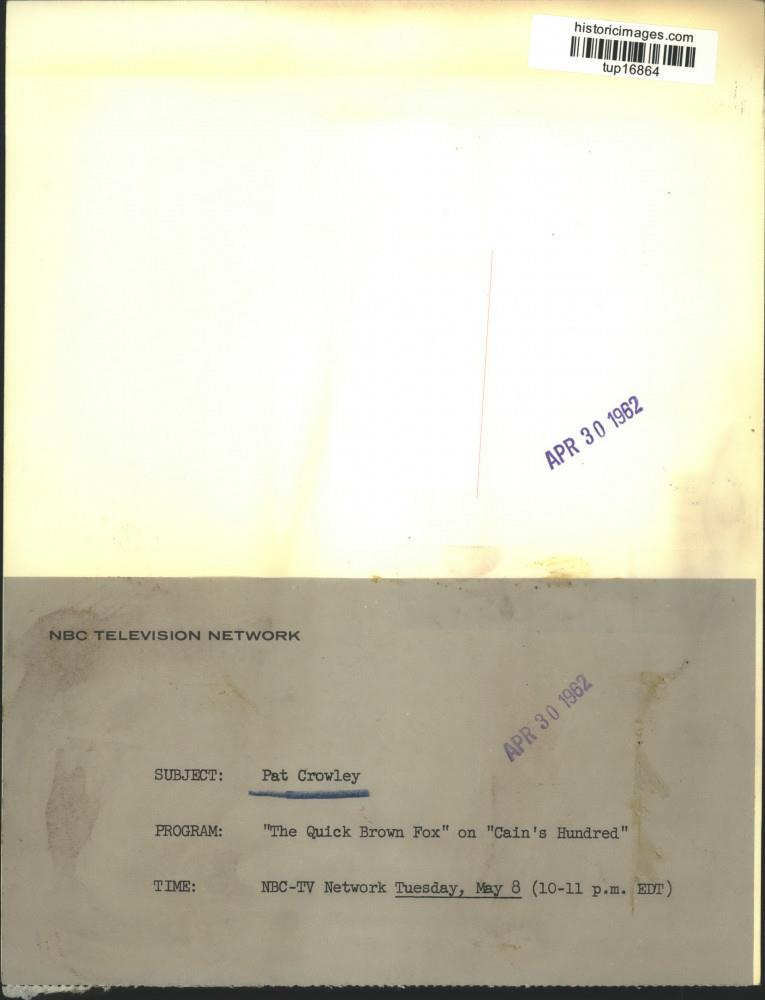 historicimages.com
tup16864
APR 30 1962
NBC TELEVISION NETWORK
APR 30 1962
SUBJECT: Pat Crowley
PROGRAM: "The Quick Brown Fox" on "Cain's Hundred"
TIME: NBC-TV Network Tuesday, May 8 (10-11 p.m. EDT)